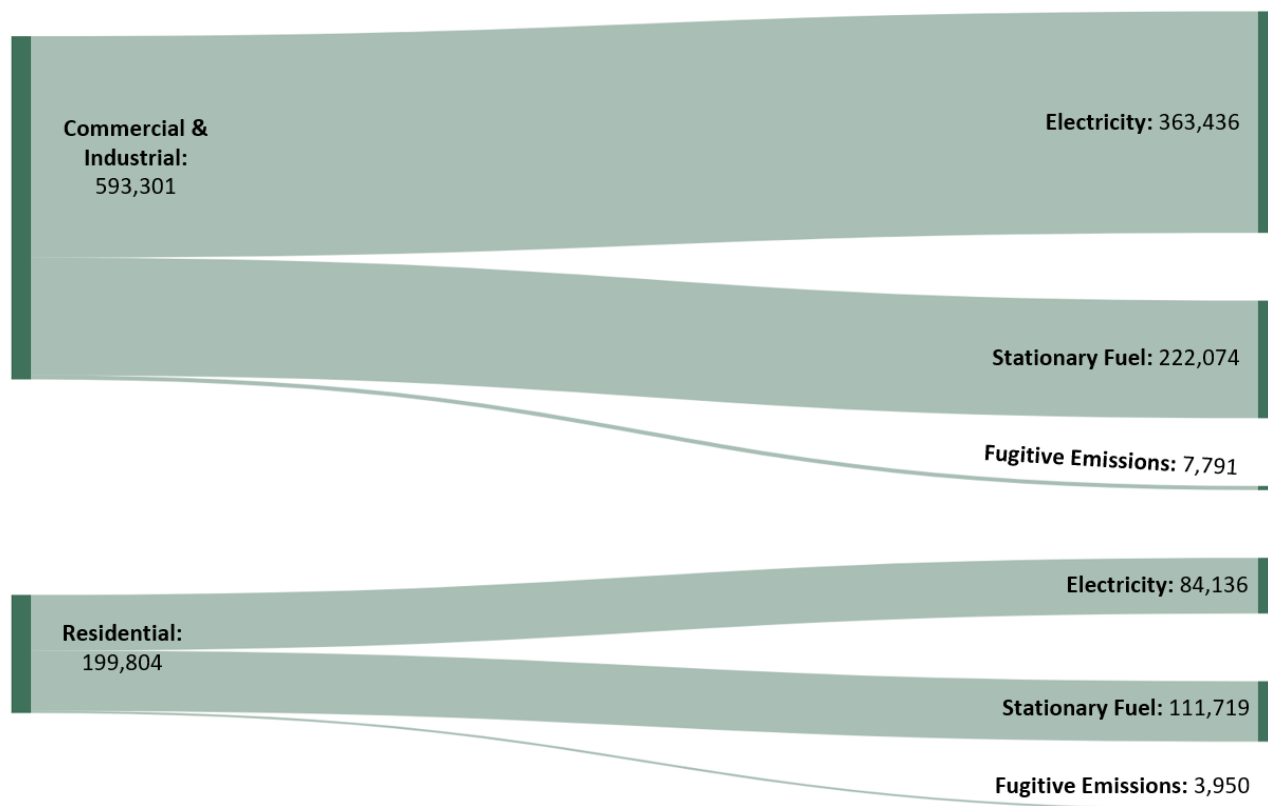 Commercial &
Industrial:
593,301
Electricity: 363,436
Stationary Fuel: 222,074
Fugitive Emissions: 7,791
Residential:
199,804
Electricity: 84,136
Stationary Fuel: 111,719
Fugitive Emissions: 3,950